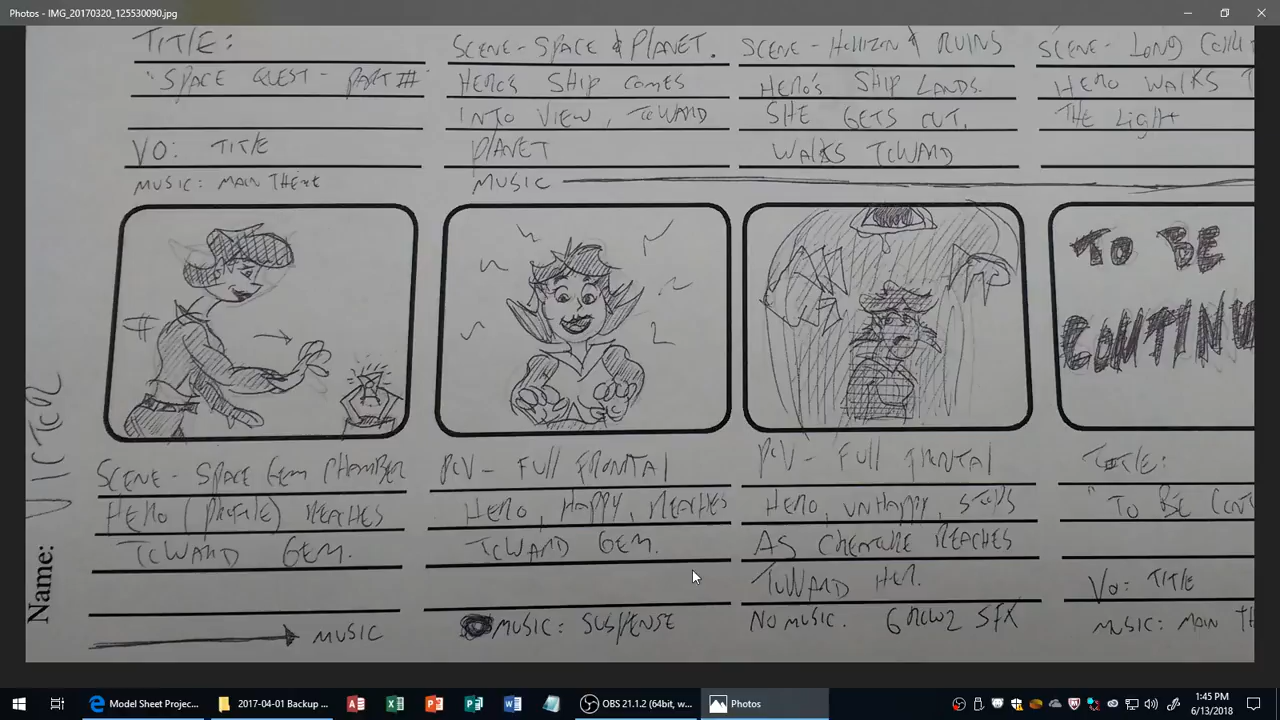 Photos - IMG_20170320_125530090.jpg
TITLE:
"SPACE QUEST - PART #
VO: TITLE
MUSIC: MAIN THEME
SCENE - SPACE & PLANET.
HERO'S SHIP COMES
INTO VIEW, TOWARD
PLANET
MUSIC
SCENE - HORIZON & RUINS
HERO'S SHIP LANDS.
SHE GETS OUT,
WALKS TOWARD
SCENE - LONG
HERO WALKS T
THE LIGHT
TO BE
CONTINU
SCENE - SPACE GEM CHAMBER
HERO (PROFILE) REACHES
TOWARD GEM.
MUSIC
POV - FULL FRONTAL
HERO, HAPPY, REACHES
TOWARD GEM.
MUSIC: SUSPENSE
POV - FULL FRONTAL
HERO, UNHAPPY, STOPS
AS CREATURE REACHES
TOWARD HER.
NO MUSIC. GROWL SFX
TITLE:
"TO BE CONT
VO: TITLE
MUSIC: MAIN TH
Name: VICTOR
Model Sheet Projec...
2017-04-01 Backup ...
OBS 21.1.2 (64bit, w...
Photos
1:45 PM
6/13/2018